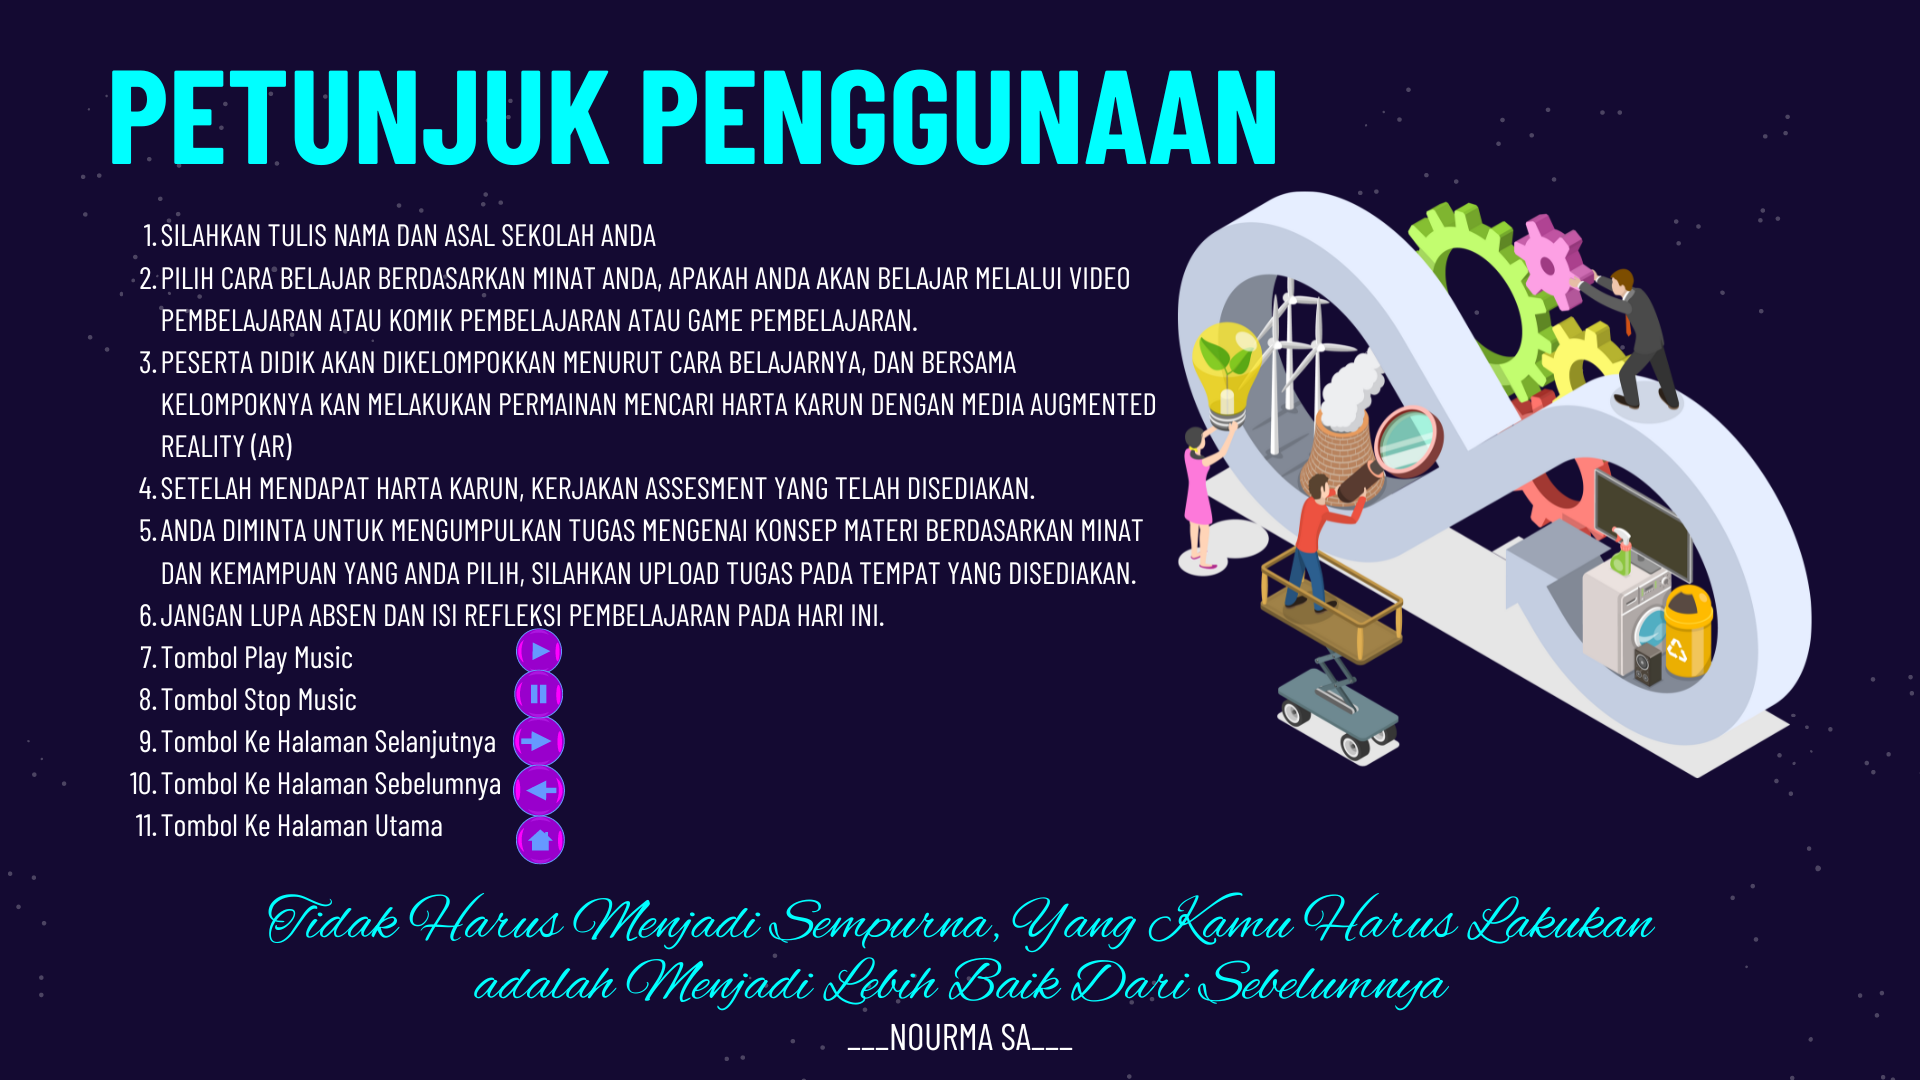 PETUNJUK PENGGUNAAN
1. SILAHKAN TULIS NAMA DAN ASAL SEKOLAH ANDA
2. PILIH CARA BELAJAR BERDASARKAN MINAT ANDA, APAKAH ANDA AKAN BELAJAR MELALUI VIDEO
PEMBELAJARAN ATAU KOMIK PEMBELAJARAN ATAU GAME PEMBELAJARAN.
3. PESERTA DIDIK AKAN DIKELOMPOKKAN MENURUT CARA BELAJARNYA, DAN BERSAMA
KELOMPOKNYA KAN MELAKUKAN PERMAINAN MENCARI HARTA KARUN DENGAN MEDIA AUGMENTED
REALITY (AR)
4. SETELAH MENDAPAT HARTA KARUN, KERJAKAN ASSESMENT YANG TELAH DISEDIAKAN.
5. ANDA DIMINTA UNTUK MENGUMPULKAN TUGAS MENGENAI KONSEP MATERI BERDASARKAN MINAT
DAN KEMAMPUAN YANG ANDA PILIH, SILAHKAN UPLOAD TUGAS PADA TEMPAT YANG DISEDIAKAN.
6. JANGAN LUPA ABSEN DAN ISI REFLEKSI PEMBELAJARAN PADA HARI INI.
7. Tombol Play Music
8. Tombol Stop Music
9. Tombol Ke Halaman Selanjutnya
10. Tombol Ke Halaman Sebelumnya
11. Tombol Ke Halaman Utama
Tidak Harus Menjadi Sempurna, Yang Kamu Harus Lakukan
adalah Menjadi Lebih Baik Dari Sebelumnya
___NOURMA SA___